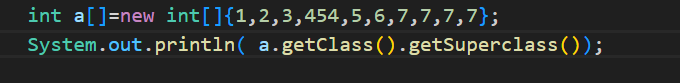 int a[]=new int[]{1,2,3,454,5,6,7,7,7,7};
System.out.println( a.getClass().getSuperclass());